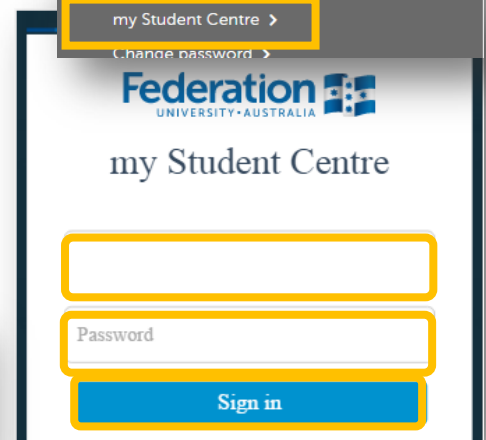 my Student Centre >
Change password >
Federation
UNIVERSITY • AUSTRALIA
my Student Centre
Password
Sign in